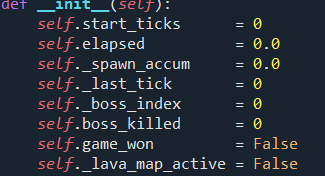 def __init__(self):
self.start_ticks = 0
self.elapsed = 0.0
self._spawn_accum = 0.0
self._last_tick = 0
self._boss_index = 0
self.boss_killed = 0
self.game_won = False
self._lava_map_active = False